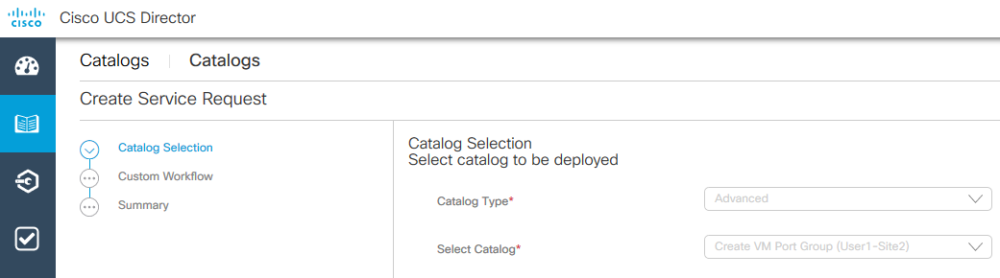 CISCO
Cisco UCS Director
Catalogs | Catalogs
Create Service Request
Catalog Selection
Custom Workflow
Summary
Catalog Selection
Select catalog to be deployed
Catalog Type* Advanced
Select Catalog* Create VM Port Group (User1-Site2)